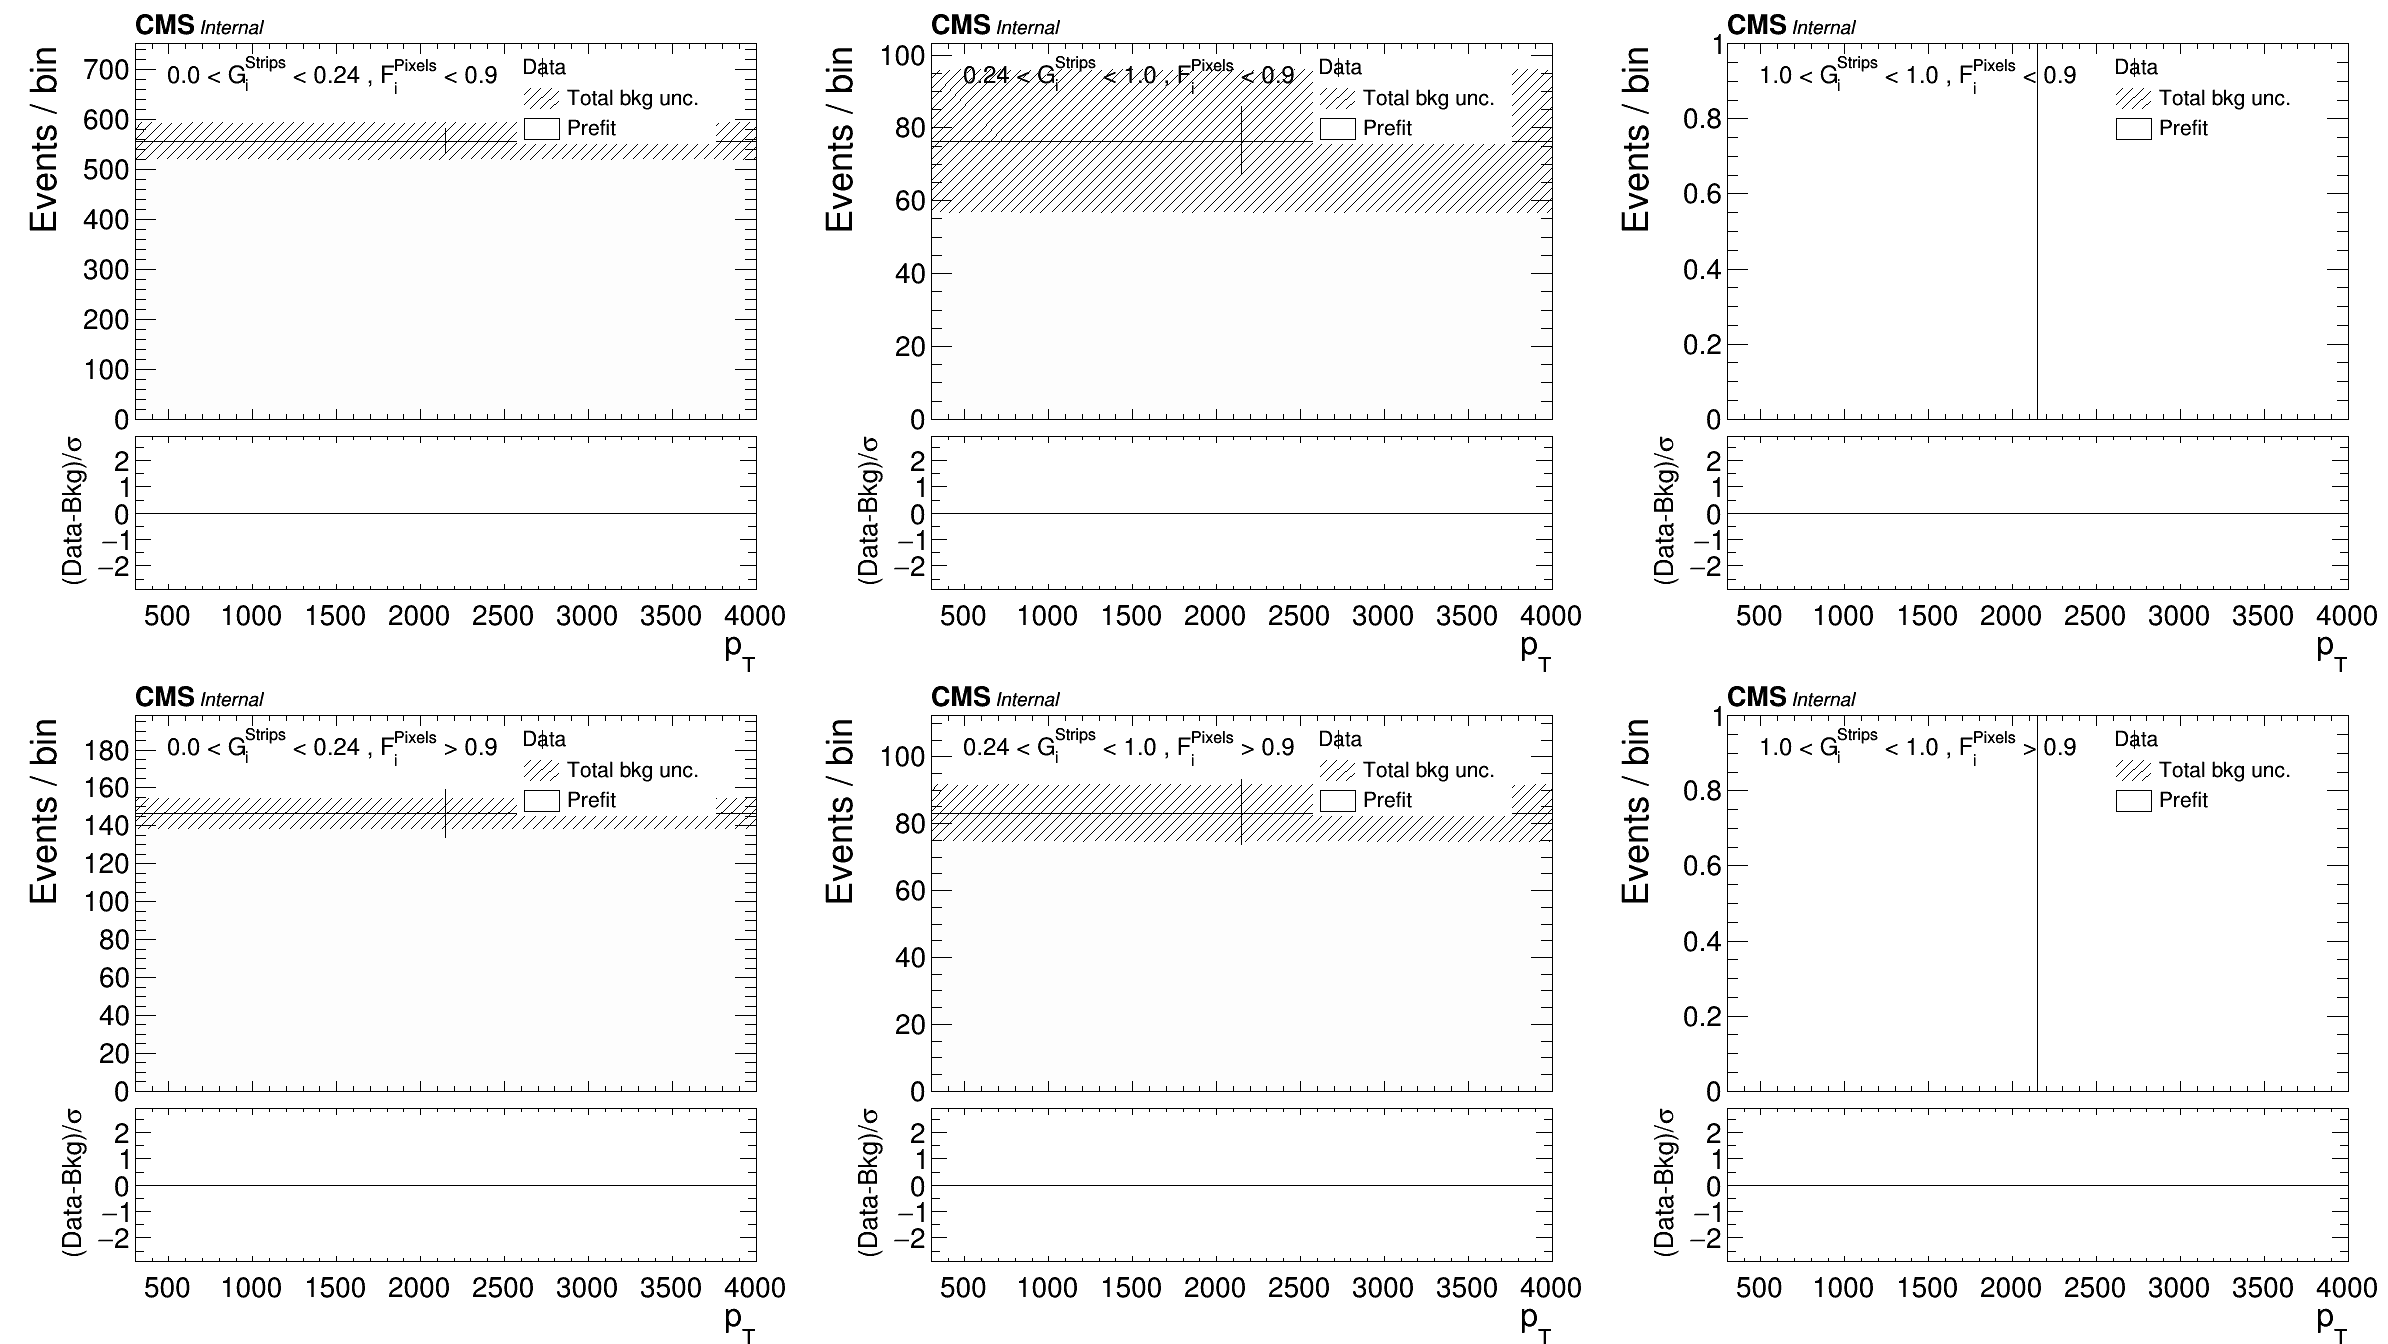 CMS Internal
Events / bin
700
600
500
400
300
200
100
0
0.0 < G_i^Strips < 0.24 , F_i^Pixels < 0.9
Data
Total bkg unc.
Prefit
(Data-Bkg)/σ
2
1
0
−1
−2
500 1000 1500 2000 2500 3000 3500 4000
p_T
CMS Internal
Events / bin
100
80
60
40
20
0
0.24 < G_i^Strips < 1.0 , F_i^Pixels < 0.9
Data
Total bkg unc.
Prefit
(Data-Bkg)/σ
2
1
0
−1
−2
500 1000 1500 2000 2500 3000 3500 4000
p_T
CMS Internal
Events / bin
1
0.8
0.6
0.4
0.2
0
1.0 < G_i^Strips < 1.0 , F_i^Pixels < 0.9
Data
Total bkg unc.
Prefit
(Data-Bkg)/σ
2
1
0
−1
−2
500 1000 1500 2000 2500 3000 3500 4000
p_T
CMS Internal
Events / bin
180
160
140
120
100
80
60
40
20
0
0.0 < G_i^Strips < 0.24 , F_i^Pixels > 0.9
Data
Total bkg unc.
Prefit
(Data-Bkg)/σ
2
1
0
−1
−2
500 1000 1500 2000 2500 3000 3500 4000
p_T
CMS Internal
Events / bin
100
80
60
40
20
0
0.24 < G_i^Strips < 1.0 , F_i^Pixels > 0.9
Data
Total bkg unc.
Prefit
(Data-Bkg)/σ
2
1
0
−1
−2
500 1000 1500 2000 2500 3000 3500 4000
p_T
CMS Internal
Events / bin
1
0.8
0.6
0.4
0.2
0
1.0 < G_i^Strips < 1.0 , F_i^Pixels > 0.9
Data
Total bkg unc.
Prefit
(Data-Bkg)/σ
2
1
0
−1
−2
500 1000 1500 2000 2500 3000 3500 4000
p_T